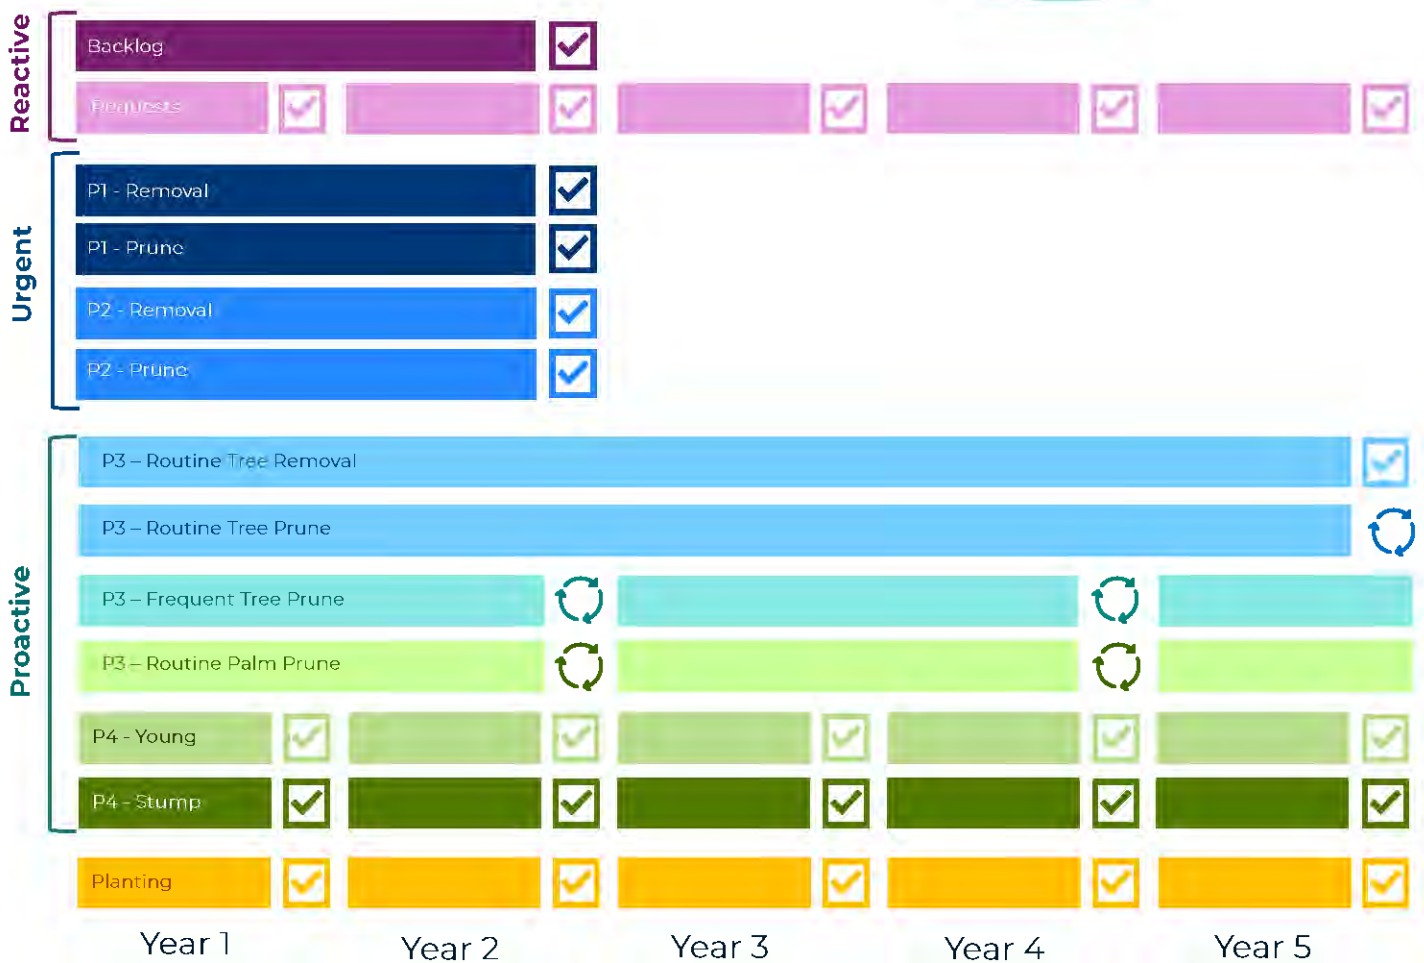 Reactive
Backlog
Requests
Urgent
P1 - Removal
P1 - Prune
P2 - Removal
P2 - Prune
Proactive
P3 – Routine Tree Removal
P3 – Routine Tree Prune
P3 – Frequent Tree Prune
P3 – Routine Palm Prune
P4 - Young
P4 - Stump
Planting
Year 1
Year 2
Year 3
Year 4
Year 5